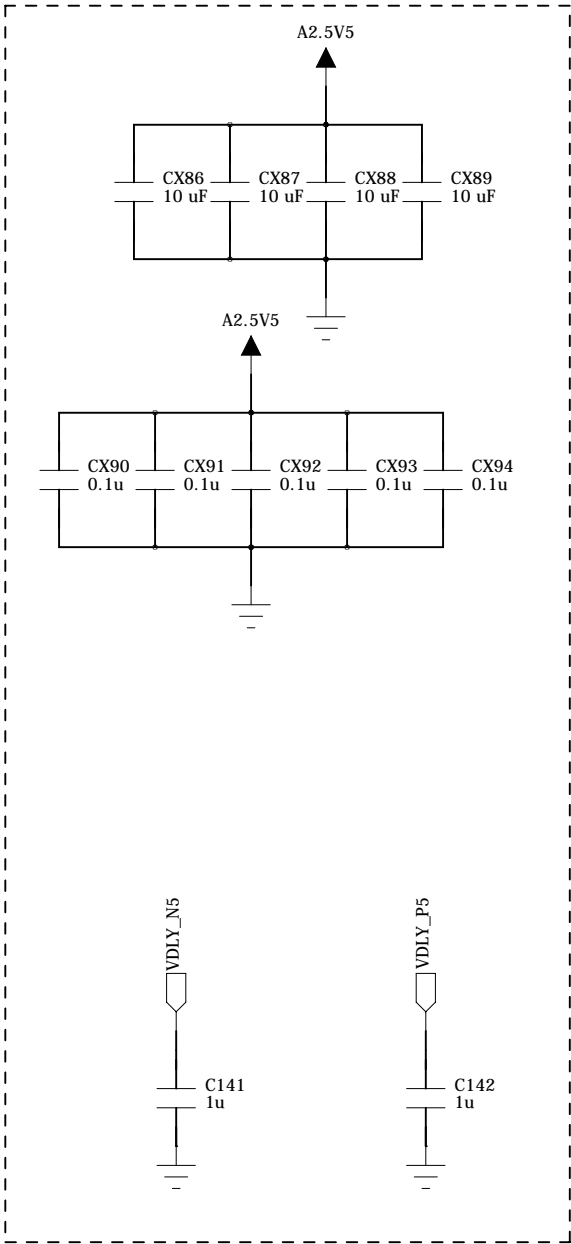 A2.5V5
CX86 CX87 CX88 CX89
10 uF 10 uF 10 uF 10 uF
A2.5V5
CX90 CX91 CX92 CX93 CX94
0.1u 0.1u 0.1u 0.1u 0.1u
VDLY_N5
VDLY_P5
C141 C142
1u 1u